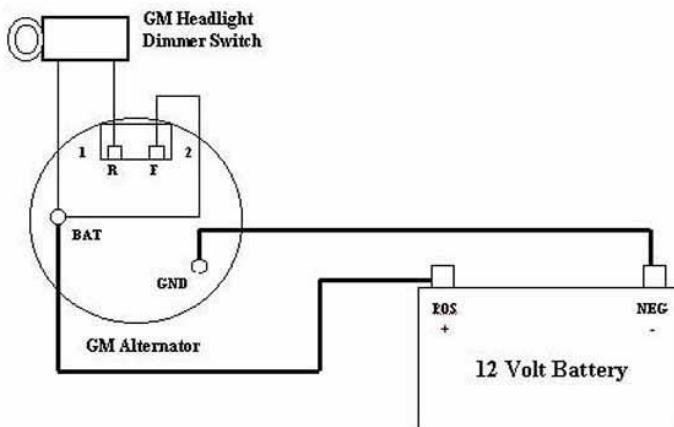 GM Headlight
Dimmer Switch
1
2
R
F
BAT
GND
GM Alternator
POS
+
NEG
-
12 Volt Battery